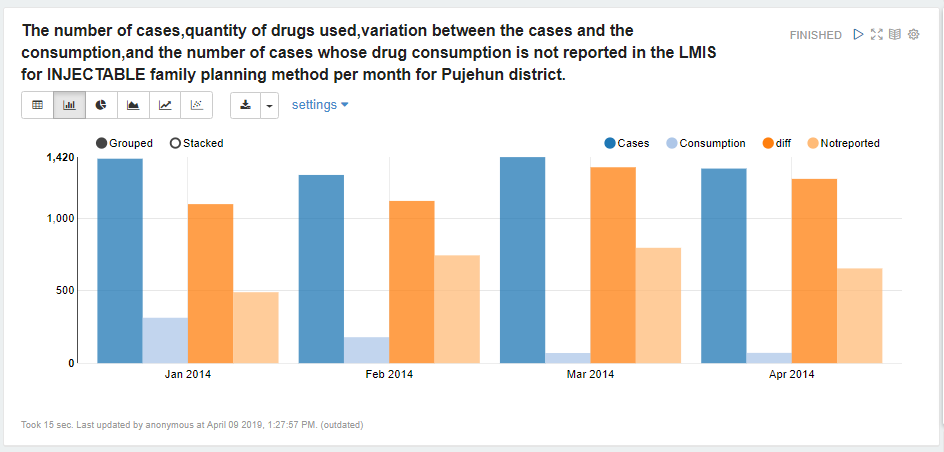 The number of cases,quantity of drugs used,variation between the cases and the
consumption,and the number of cases whose drug consumption is not reported in the LMIS
for INJECTABLE family planning method per month for Pujehun district.
FINISHED
settings
Grouped Stacked
Cases Consumption diff Notreported
1,420
1,000
500
0
Jan 2014 Feb 2014 Mar 2014 Apr 2014
Took 15 sec. Last updated by anonymous at April 09 2019, 1:27:57 PM. (outdated)